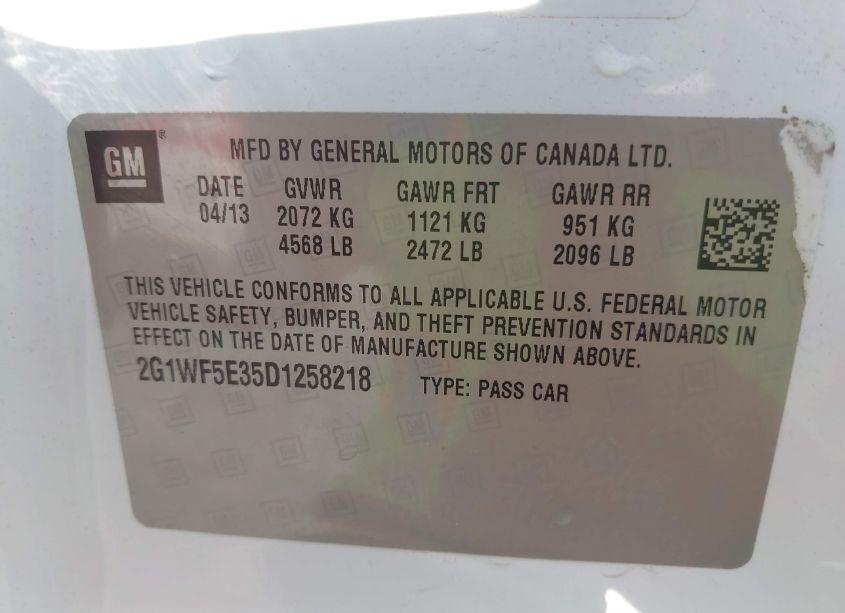 GM ® MFD BY GENERAL MOTORS OF CANADA LTD.
DATE GVWR GAWR FRT GAWR RR
04/13 2072 KG 1121 KG 951 KG
4568 LB 2472 LB 2096 LB
THIS VEHICLE CONFORMS TO ALL APPLICABLE U.S. FEDERAL MOTOR
VEHICLE SAFETY, BUMPER, AND THEFT PREVENTION STANDARDS IN
EFFECT ON THE DATE OF MANUFACTURE SHOWN ABOVE.
2G1WF5E35D1258218 TYPE: PASS CAR